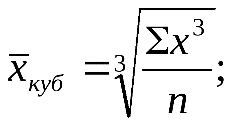 x̄куб = ∛(Σx³/n);